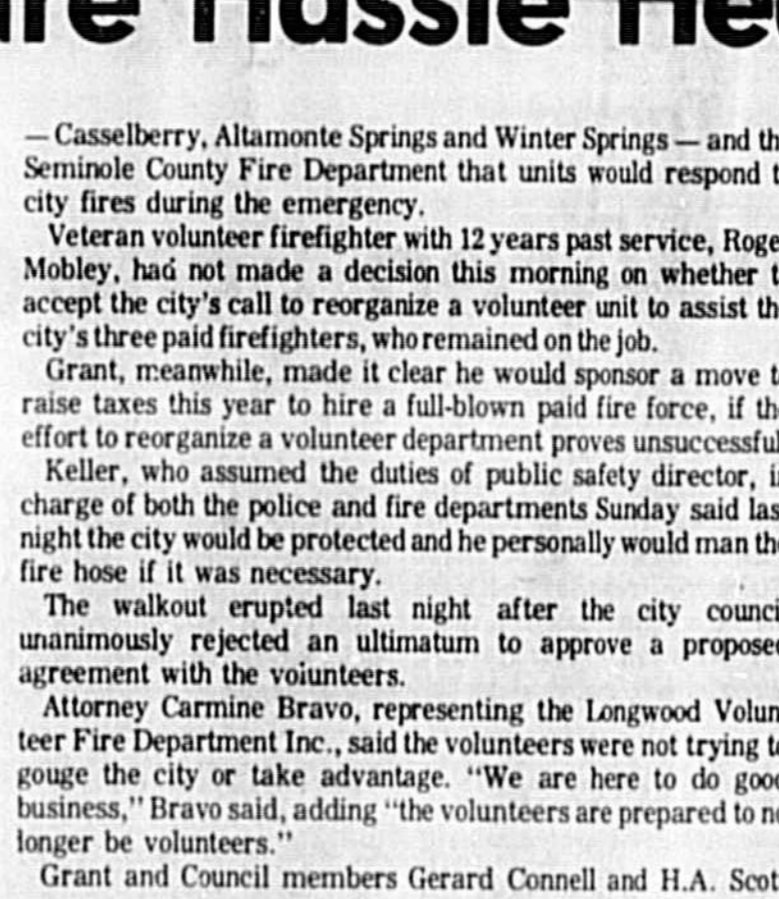 ire Hassle He
— Casselberry, Altamonte Springs and Winter Springs — and th
Seminole County Fire Department that units would respond t
city fires during the emergency.
Veteran volunteer firefighter with 12 years past service, Roge
Mobley, had not made a decision this morning on whether t
accept the city's call to reorganize a volunteer unit to assist th
city's three paid firefighters, who remained on the job.
Grant, meanwhile, made it clear he would sponsor a move t
raise taxes this year to hire a full-blown paid fire force, if th
effort to reorganize a volunteer department proves unsuccessful
Keller, who assumed the duties of public safety director, i
charge of both the police and fire departments Sunday said las
night the city would be protected and he personally would man the
fire hose if it was necessary.
The walkout erupted last night after the city counci
unanimously rejected an ultimatum to approve a proposed
agreement with the volunteers.
Attorney Carmine Bravo, representing the Longwood Volun
teer Fire Department Inc., said the volunteers were not trying to
gouge the city or take advantage. "We are here to do good
business," Bravo said, adding "the volunteers are prepared to no
longer be volunteers."
Grant and Council members Gerard Connell and H.A. Scot